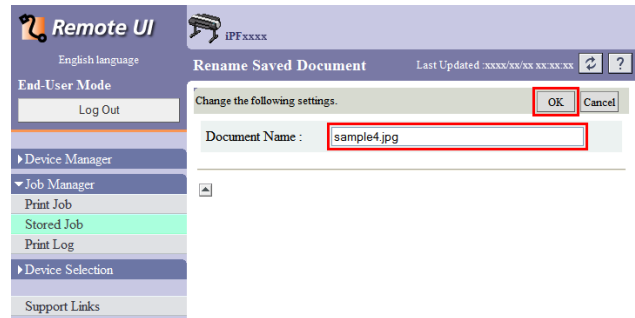 Remote UI
English language
End-User Mode
Log Out
▶Device Manager
▼Job Manager
Print Job
Stored Job
Print Log
▶Device Selection
Support Links
iPFxxxx
Rename Saved Document
Last Updated :xxxx/xx/xx xx:xx:xx
?
Change the following settings.
OK Cancel
Document Name : sample4.jpg